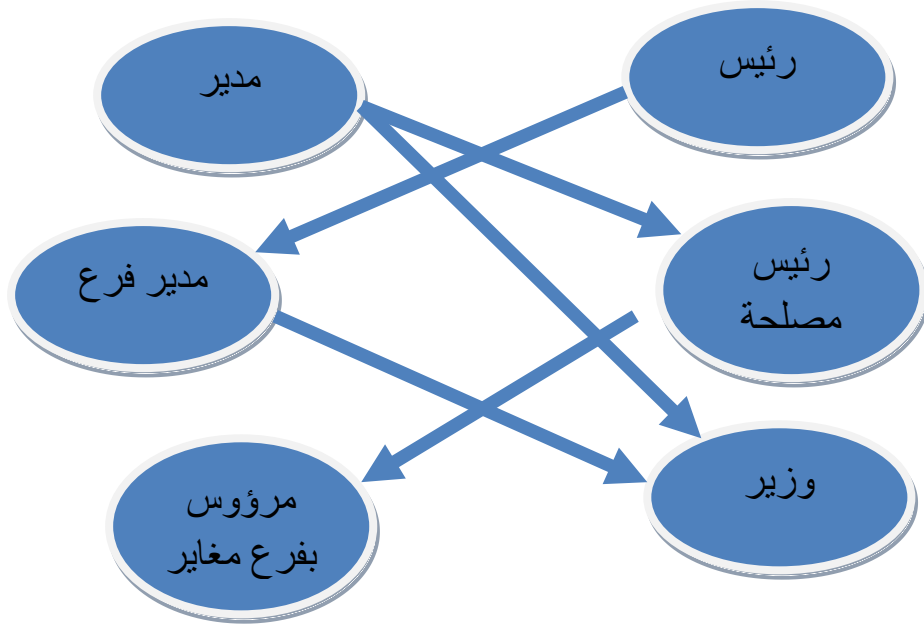 رئيس
مدير
رئيس
مصلحة
مدير فرع
وزير
مرؤوس
بفرع مغاير